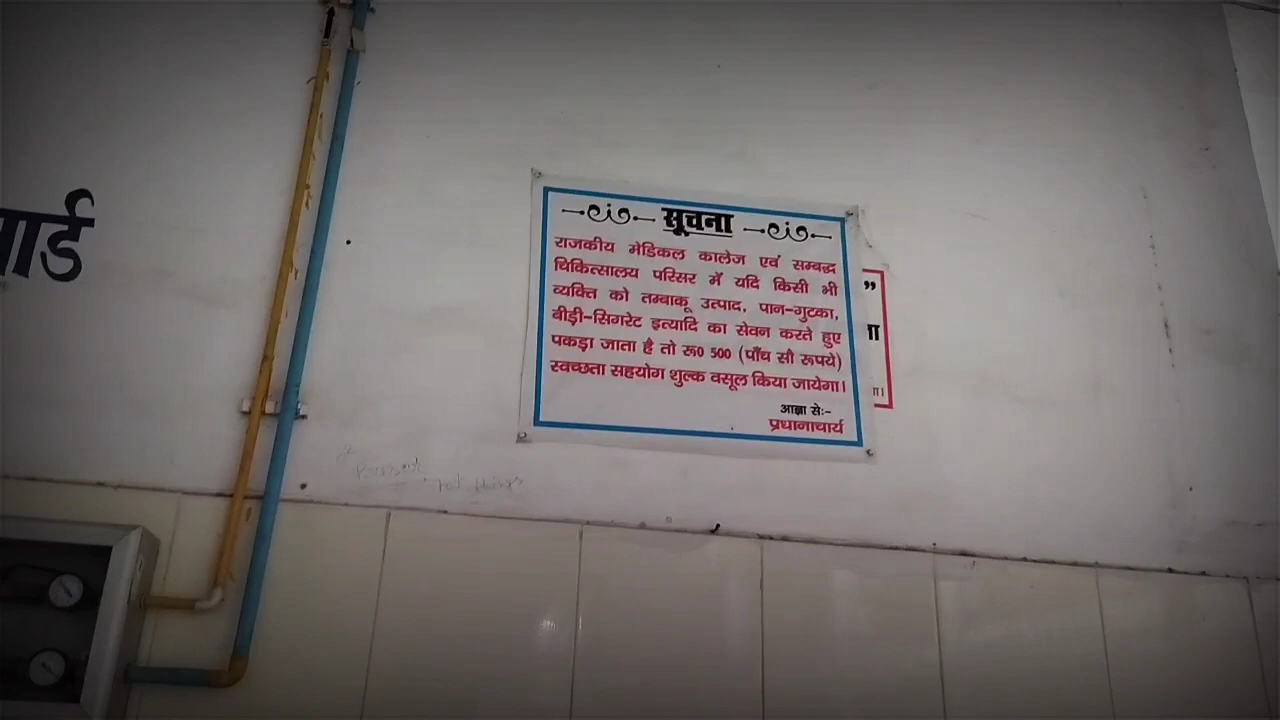 सूचना
राजकीय मेडिकल कालेज एवं सम्बद्ध
चिकित्सालय परिसर में यदि किसी भी
व्यक्ति को तम्बाकू उत्पाद, पान-गुटका,
बीड़ी-सिगरेट इत्यादि का सेवन करते हुए
पकड़ा जाता है तो रू0 500 (पाँच सौ रूपये)
स्वच्छता सहयोग शुल्क वसूल किया जायेगा।
आज्ञा से:-
प्रधानाचार्य